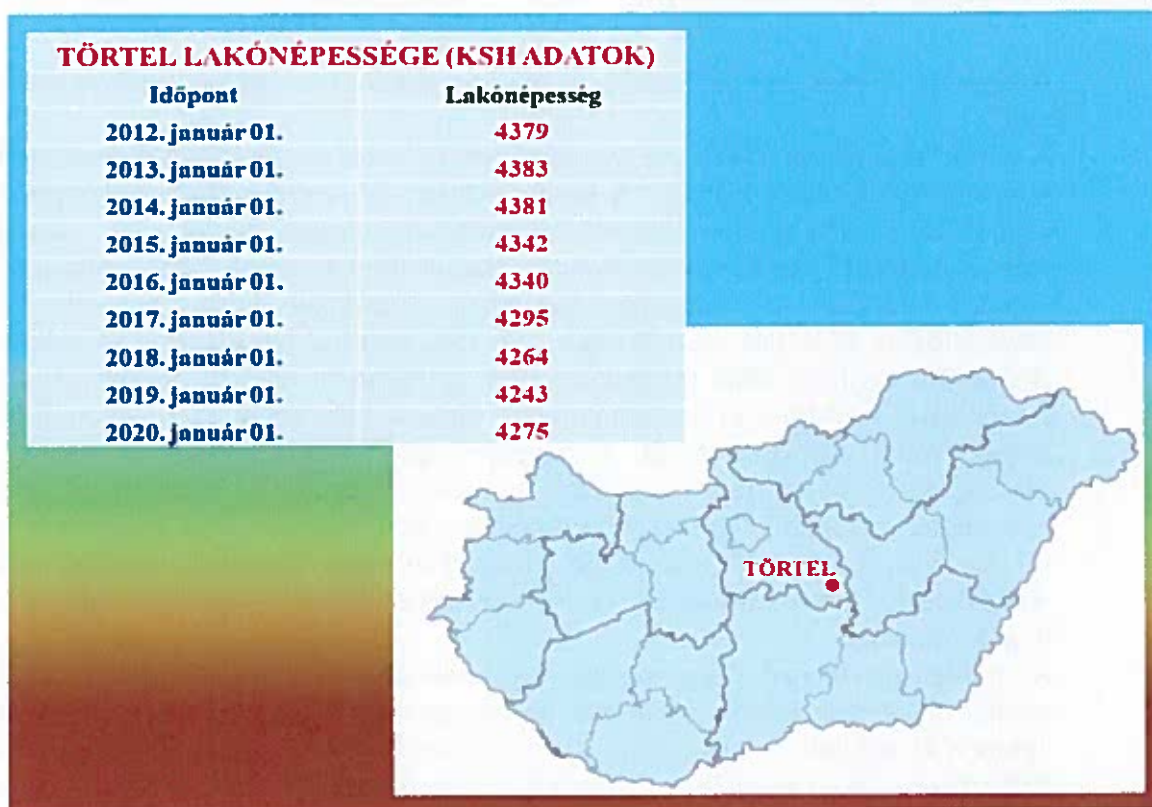 TÖRTEL LAKÓNÉPESSÉGE (KSH ADATOK)
Időpont Lakónépesség
2012. január 01. 4379
2013. január 01. 4383
2014. január 01. 4381
2015. január 01. 4342
2016. január 01. 4340
2017. január 01. 4295
2018. január 01. 4264
2019. január 01. 4243
2020. január 01. 4275
TÖRTEL